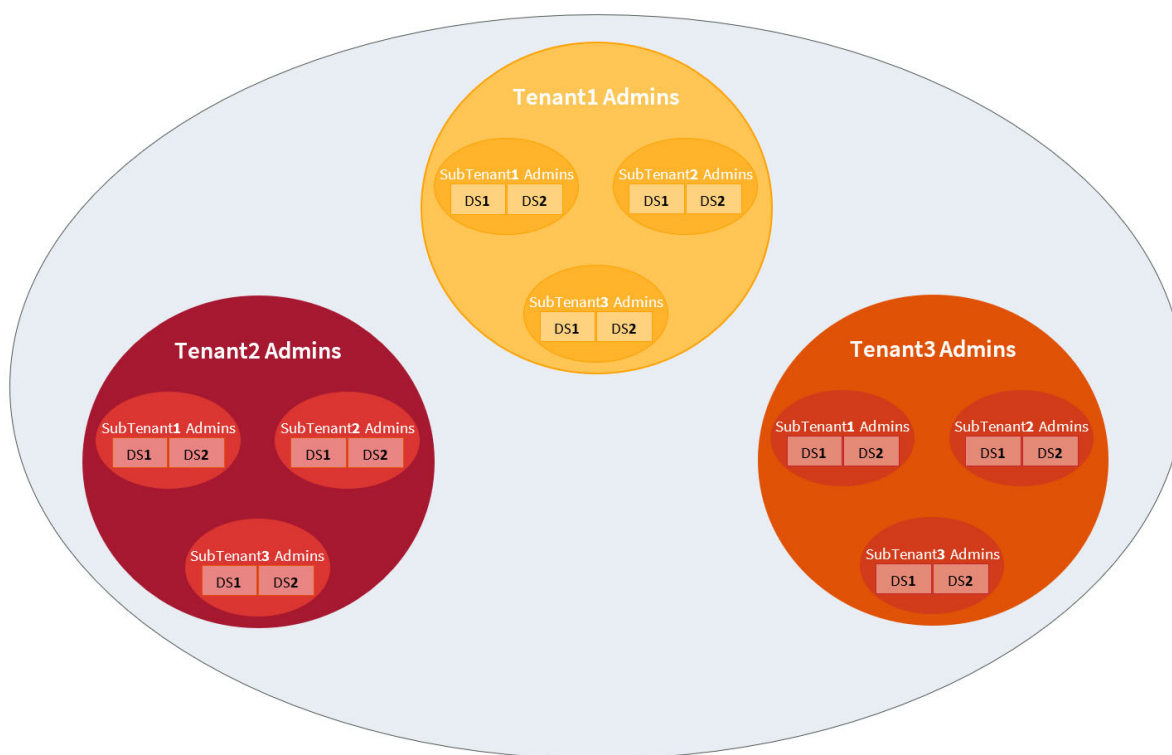 Tenant1 Admins
SubTenant1 Admins
DS1 DS2
SubTenant2 Admins
DS1 DS2
SubTenant3 Admins
DS1 DS2
Tenant2 Admins
SubTenant1 Admins
DS1 DS2
SubTenant2 Admins
DS1 DS2
SubTenant3 Admins
DS1 DS2
Tenant3 Admins
SubTenant1 Admins
DS1 DS2
SubTenant2 Admins
DS1 DS2
SubTenant3 Admins
DS1 DS2